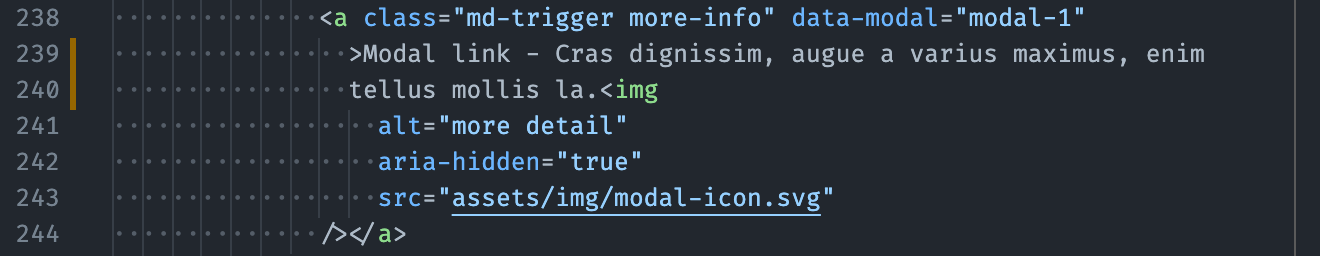 238 <a class="md-trigger more-info" data-modal="modal-1"
239 >Modal link - Cras dignissim, augue a varius maximus, enim
240 tellus mollis la.<img
241 alt="more detail"
242 aria-hidden="true"
243 src="assets/img/modal-icon.svg"
244 /></a>